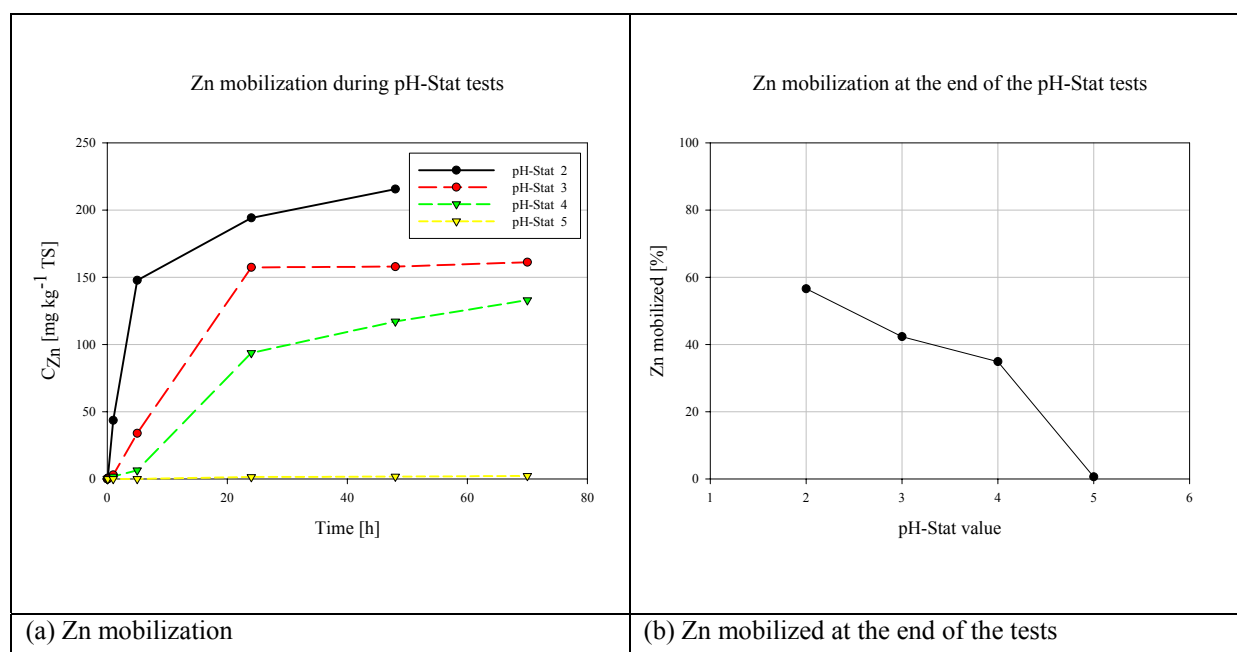 Zn mobilization during pH-Stat tests
250
200
150
100
50
0
C_Zn [mg kg⁻¹ TS]
pH-Stat 2
pH-Stat 3
pH-Stat 4
pH-Stat 5
0 20 40 60 80
Time [h]
(a) Zn mobilization
Zn mobilization at the end of the pH-Stat tests
100
80
60
40
20
0
Zn mobilized [%]
1 2 3 4 5 6
pH-Stat value
(b) Zn mobilized at the end of the tests